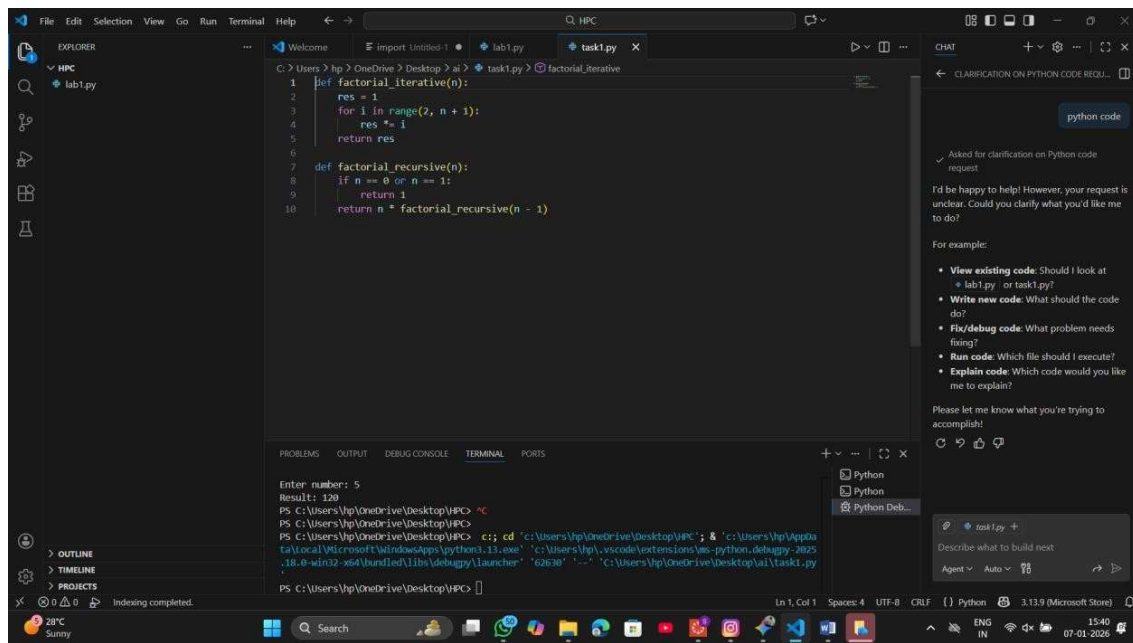 File Edit Selection View Go Run Terminal Help
HPC
EXPLORER
HPC
lab1.py
OUTLINE
TIMELINE
PROJECTS
Welcome
import Untitled-1
lab1.py
task1.py
C: > Users > hp > OneDrive > Desktop > ai > task1.py > factorial_iterative
1 def factorial_iterative(n):
2 res = 1
3 for i in range(2, n + 1):
4 res *= i
5 return res
6
7 def factorial_recursive(n):
8 if n == 0 or n == 1:
9 return 1
10 return n * factorial_recursive(n - 1)
PROBLEMS OUTPUT DEBUG CONSOLE TERMINAL PORTS
Enter number: 5
Result: 120
PS C:\Users\hp\OneDrive\Desktop\HPC> ^C
PS C:\Users\hp\OneDrive\Desktop\HPC>
PS C:\Users\hp\OneDrive\Desktop\HPC> c:; cd 'c:\Users\hp\OneDrive\Desktop\HPC'; & 'c:\Users\hp\AppDa
ta\Local\Microsoft\WindowsApps\python3.13.exe' 'c:\Users\hp\.vscode\extensions\ms-python.debugpy-2025
.18.0-win32-x64\bundled\libs\debugpy\launcher' '62630' '--' 'C:\Users\hp\OneDrive\Desktop\ai\task1.py
'
PS C:\Users\hp\OneDrive\Desktop\HPC>
Python
Python
Python Deb...
CHAT
CLARIFICATION ON PYTHON CODE REQU...
python code
Asked for clarification on Python code
request
I'd be happy to help! However, your request is
unclear. Could you clarify what you'd like me
to do?
For example:
• View existing code: Should I look at
lab1.py or task1.py?
• Write new code: What should the code
do?
• Fix/debug code: What problem needs
fixing?
• Run code: Which file should I execute?
• Explain code: Which code would you like
me to explain?
Please let me know what you're trying to
accomplish!
task1.py
Describe what to build next
Agent Auto
0 0 Indexing completed.
Ln 1, Col 1 Spaces: 4 UTF-8 CRLF { } Python 3.13.9 (Microsoft Store)
28°C
Sunny
Search
ENG
IN
15:40
07-01-2026